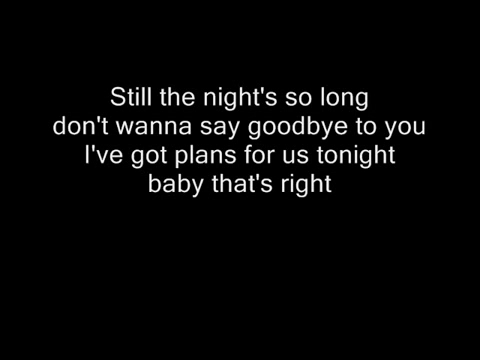 Still the night's so long
don't wanna say goodbye to you
I've got plans for us tonight
baby that's right